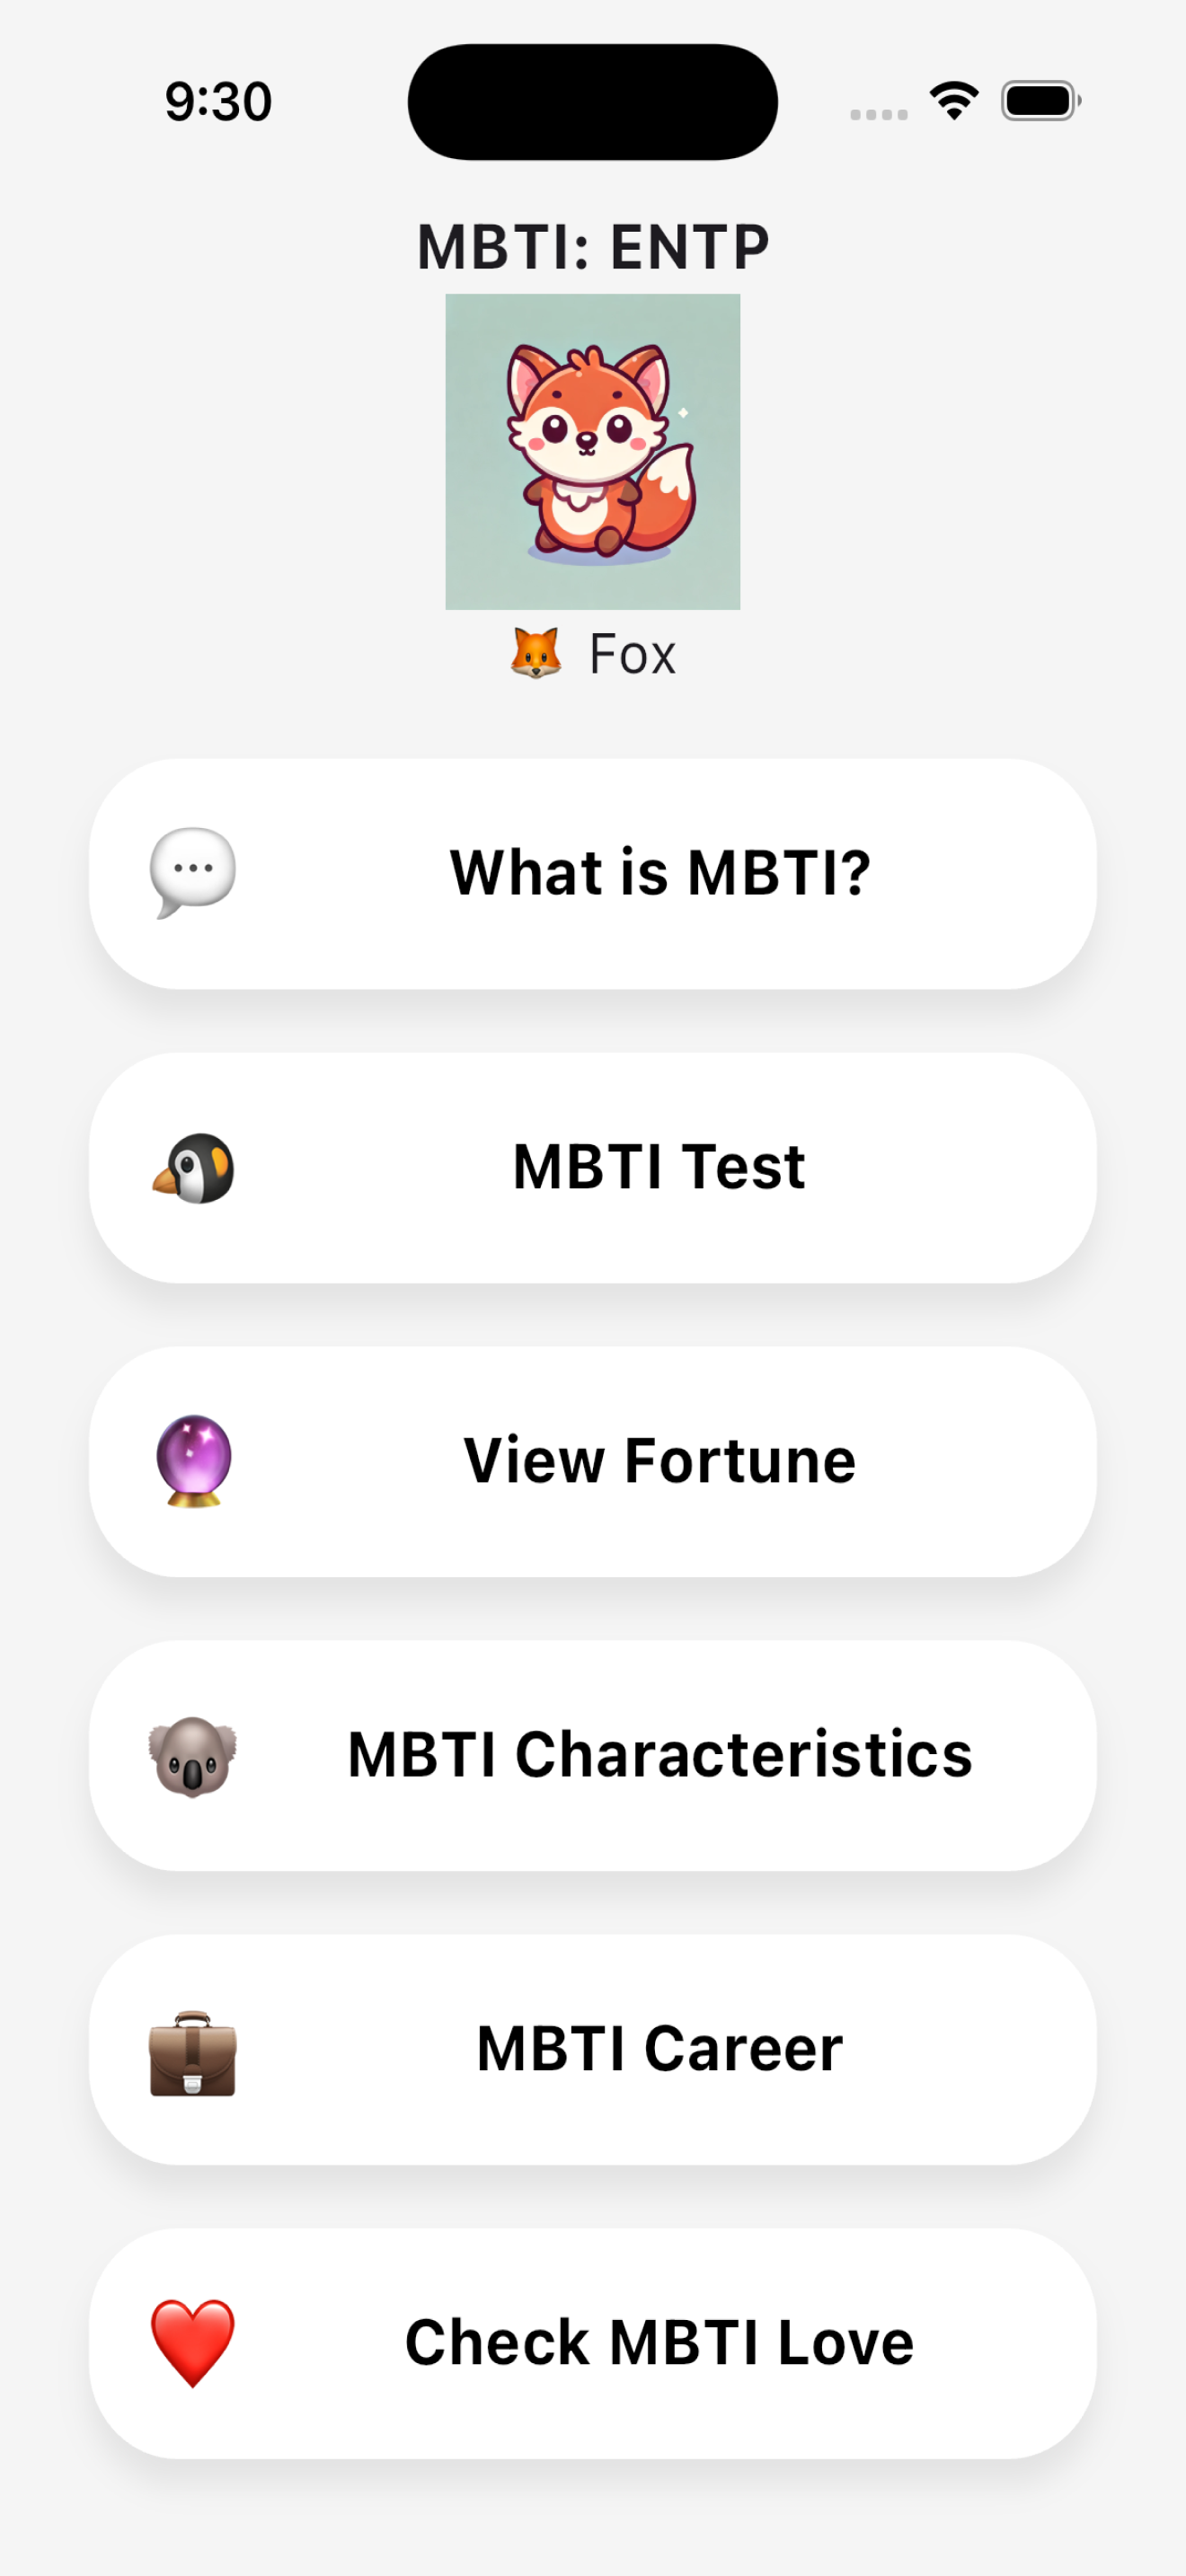 9:30
MBTI: ENTP
🦊 Fox
What is MBTI?
MBTI Test
View Fortune
MBTI Characteristics
MBTI Career
Check MBTI Love